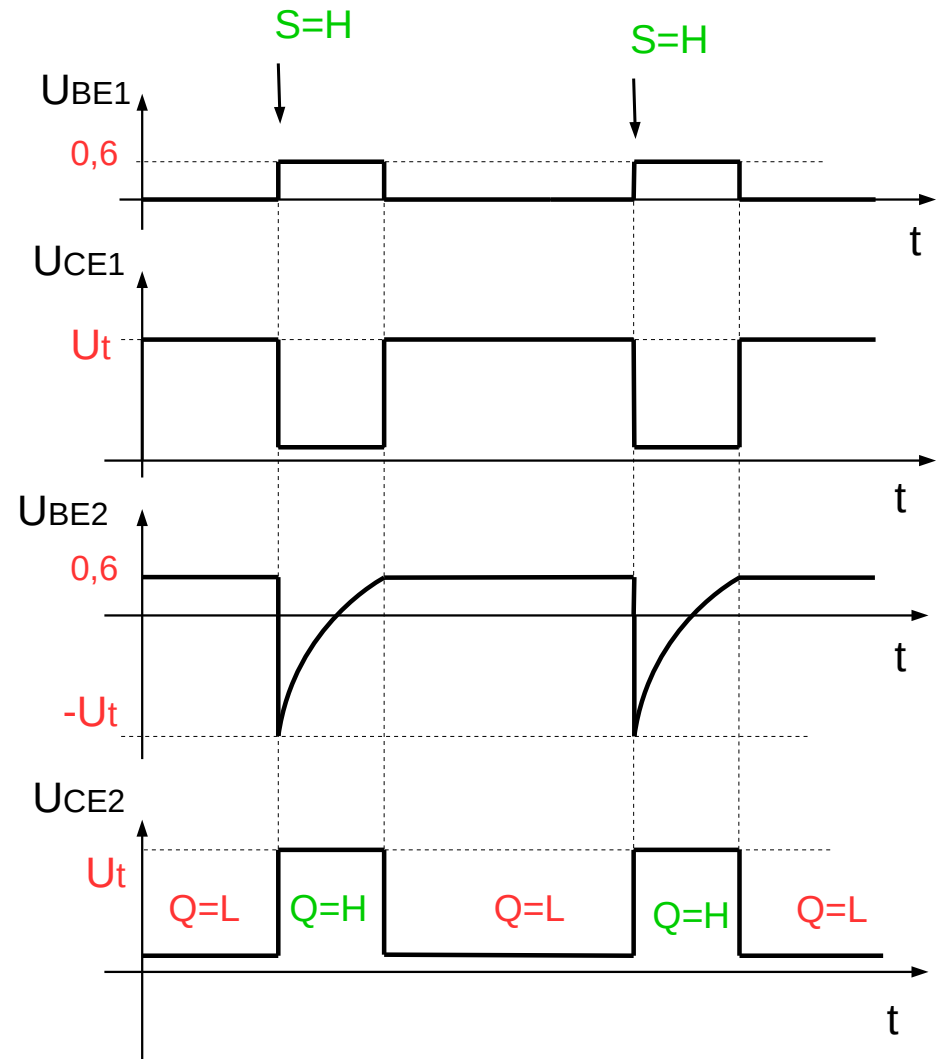 S=H
S=H
UBE1
0,6
t
UCE1
Ut
t
UBE2
0,6
t
-Ut
UCE2
Ut
Q=L
Q=H
Q=L
Q=H
Q=L
t